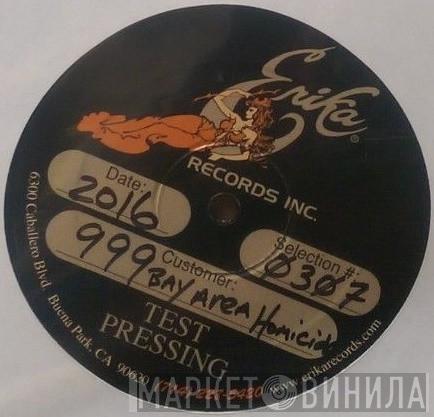 Erika®
RECORDS INC.
Date:
2016
Selection #:
0307
Customer:
999 BAY AREA Homicide
TEST
PRESSING
6300 Caballero Blvd. Buena Park, CA 90620
www.erikarecords.com
МАРКЕТ ВИНИЛА